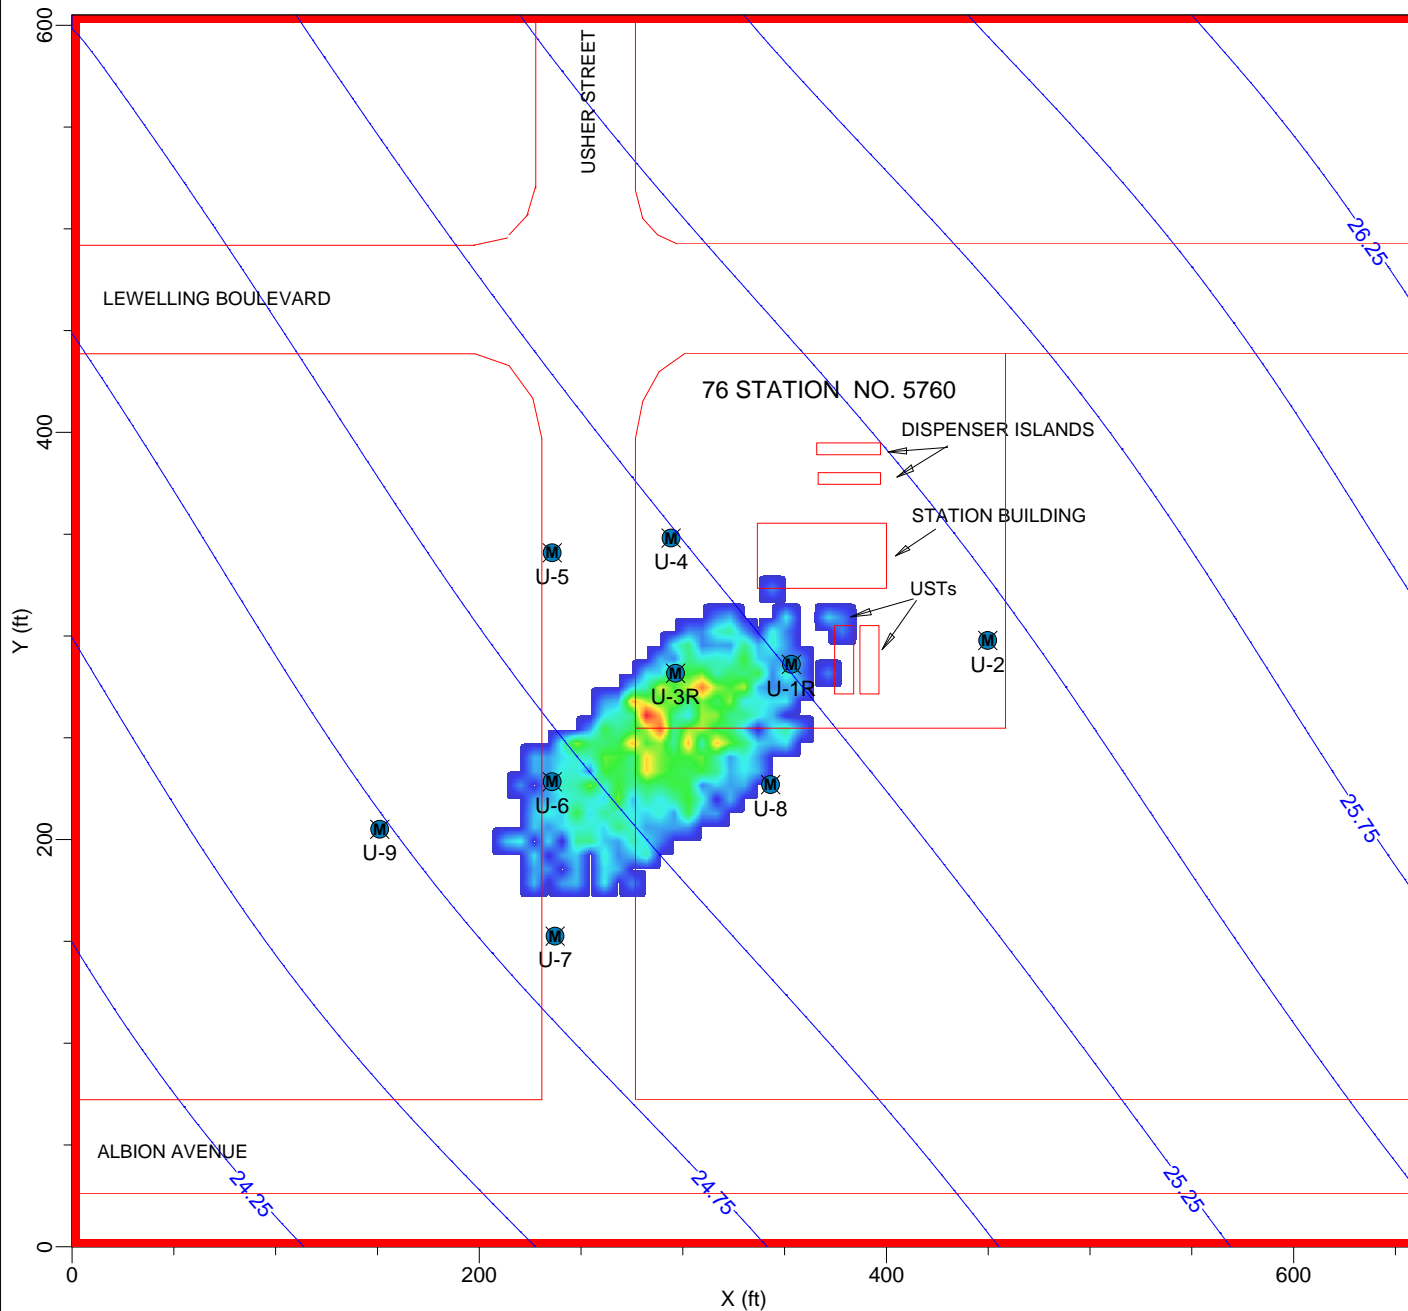 600
USHER STREET
26.25
LEWELLING BOULEVARD
76 STATION NO. 5760
400
DISPENSER ISLANDS
STATION BUILDING
M
U-4
M
U-5
USTs
Y (ft)
M
U-2
M
U-1R
M
U-3R
M
U-6
M
U-8
25.75
200
M
U-9
M
U-7
ALBION AVENUE
24.25
24.75
25.25
0
0
200
400
600
X (ft)